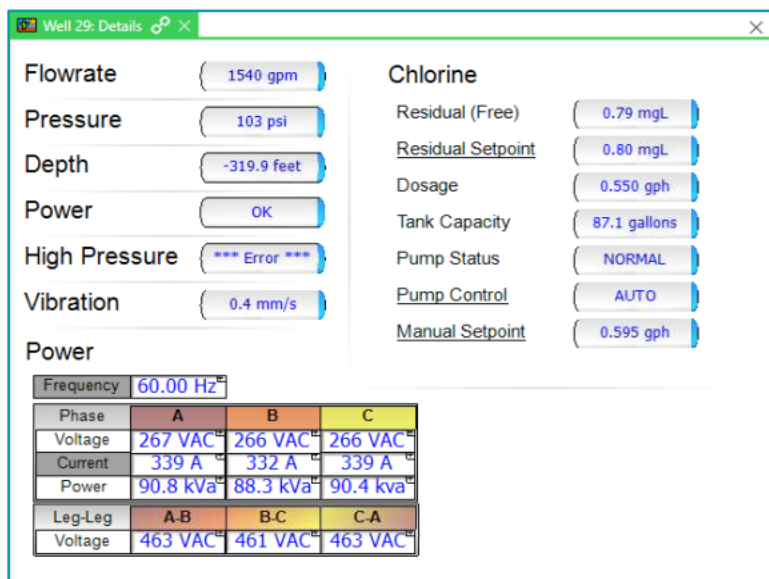 Well 29: Details
Flowrate 1540 gpm
Pressure 103 psi
Depth -319.9 feet
Power OK
High Pressure *** Error ***
Vibration 0.4 mm/s
Chlorine
Residual (Free) 0.79 mgL
Residual Setpoint 0.80 mgL
Dosage 0.550 gph
Tank Capacity 87.1 gallons
Pump Status NORMAL
Pump Control AUTO
Manual Setpoint 0.595 gph
Power
Frequency 60.00 Hz
Phase A B C
Voltage 267 VAC 266 VAC 266 VAC
Current 339 A 332 A 339 A
Power 90.8 kVa 88.3 kVa 90.4 kva
Leg-Leg A-B B-C C-A
Voltage 463 VAC 461 VAC 463 VAC